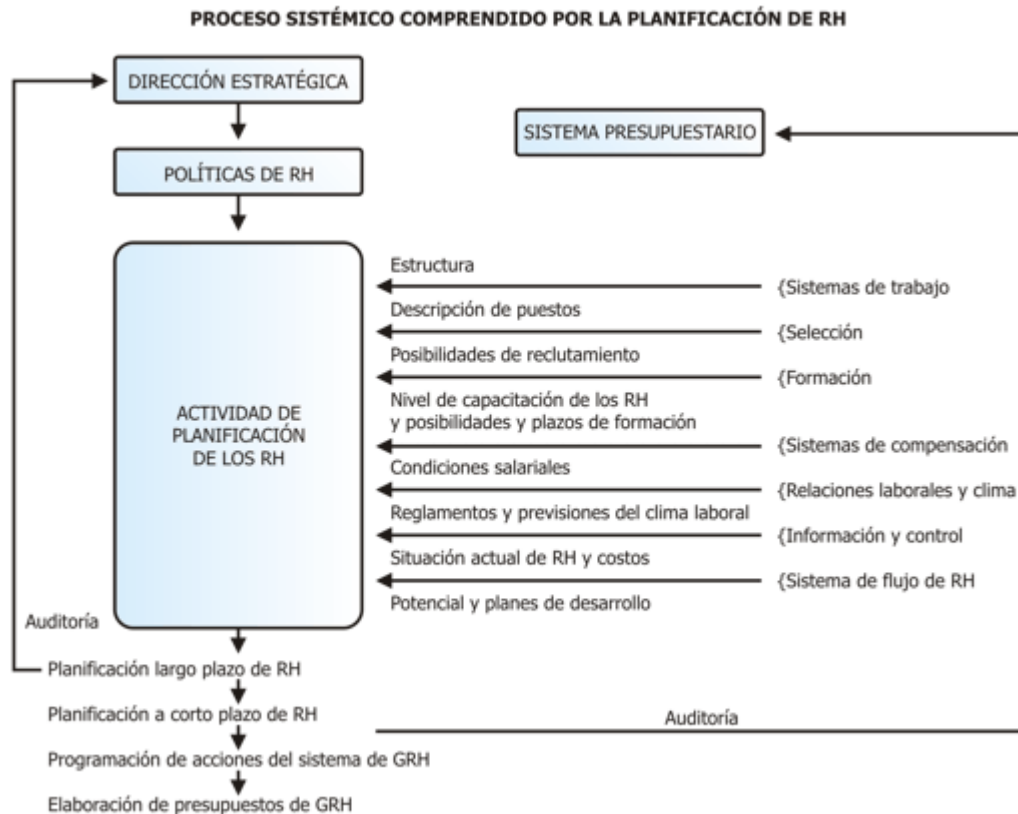 PROCESO SISTÉMICO COMPRENDIDO POR LA PLANIFICACIÓN DE RH
DIRECCIÓN ESTRATÉGICA
SISTEMA PRESUPUESTARIO
POLÍTICAS DE RH
ACTIVIDAD DE
PLANIFICACIÓN
DE LOS RH
Estructura
{Sistemas de trabajo
Descripción de puestos
{Selección
Posibilidades de reclutamiento
{Formación
Nivel de capacitación de los RH
y posibilidades y plazos de formación
{Sistemas de compensación
Condiciones salariales
{Relaciones laborales y clima
Reglamentos y previsiones del clima laboral
{Información y control
Situación actual de RH y costos
{Sistema de flujo de RH
Potencial y planes de desarrollo
Auditoría
Planificación largo plazo de RH
Planificación a corto plazo de RH
Auditoría
Programación de acciones del sistema de GRH
Elaboración de presupuestos de GRH